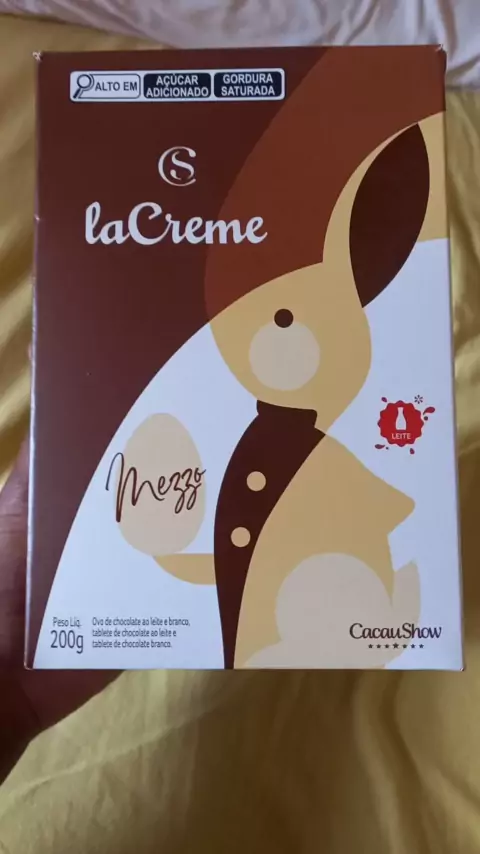 ALTO EM
AÇÚCAR
ADICIONADO
GORDURA
SATURADA
CS
laCreme
LEITE
Mezzo
Peso Líq.
200g
Ovo de chocolate ao leite e branco,
tablete de chocolate ao leite e
tablete de chocolate branco.
CacauShow